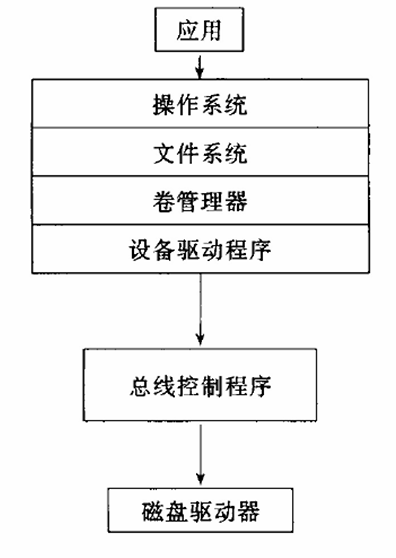 应用
操作系统
文件系统
卷管理器
设备驱动程序
总线控制程序
磁盘驱动器